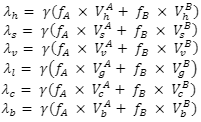 λ_h = γ(f_A × V_h^A + f_B × V_h^B)
λ_s = γ(f_A × V_s^A + f_B × V_s^B)
λ_v = γ(f_A × V_v^A + f_B × V_v^B)
λ_l = γ(f_A × V_g^A + f_B × V_g^B)
λ_c = γ(f_A × V_c^A + f_B × V_c^B)
λ_b = γ(f_A × V_b^A + f_B × V_b^B)